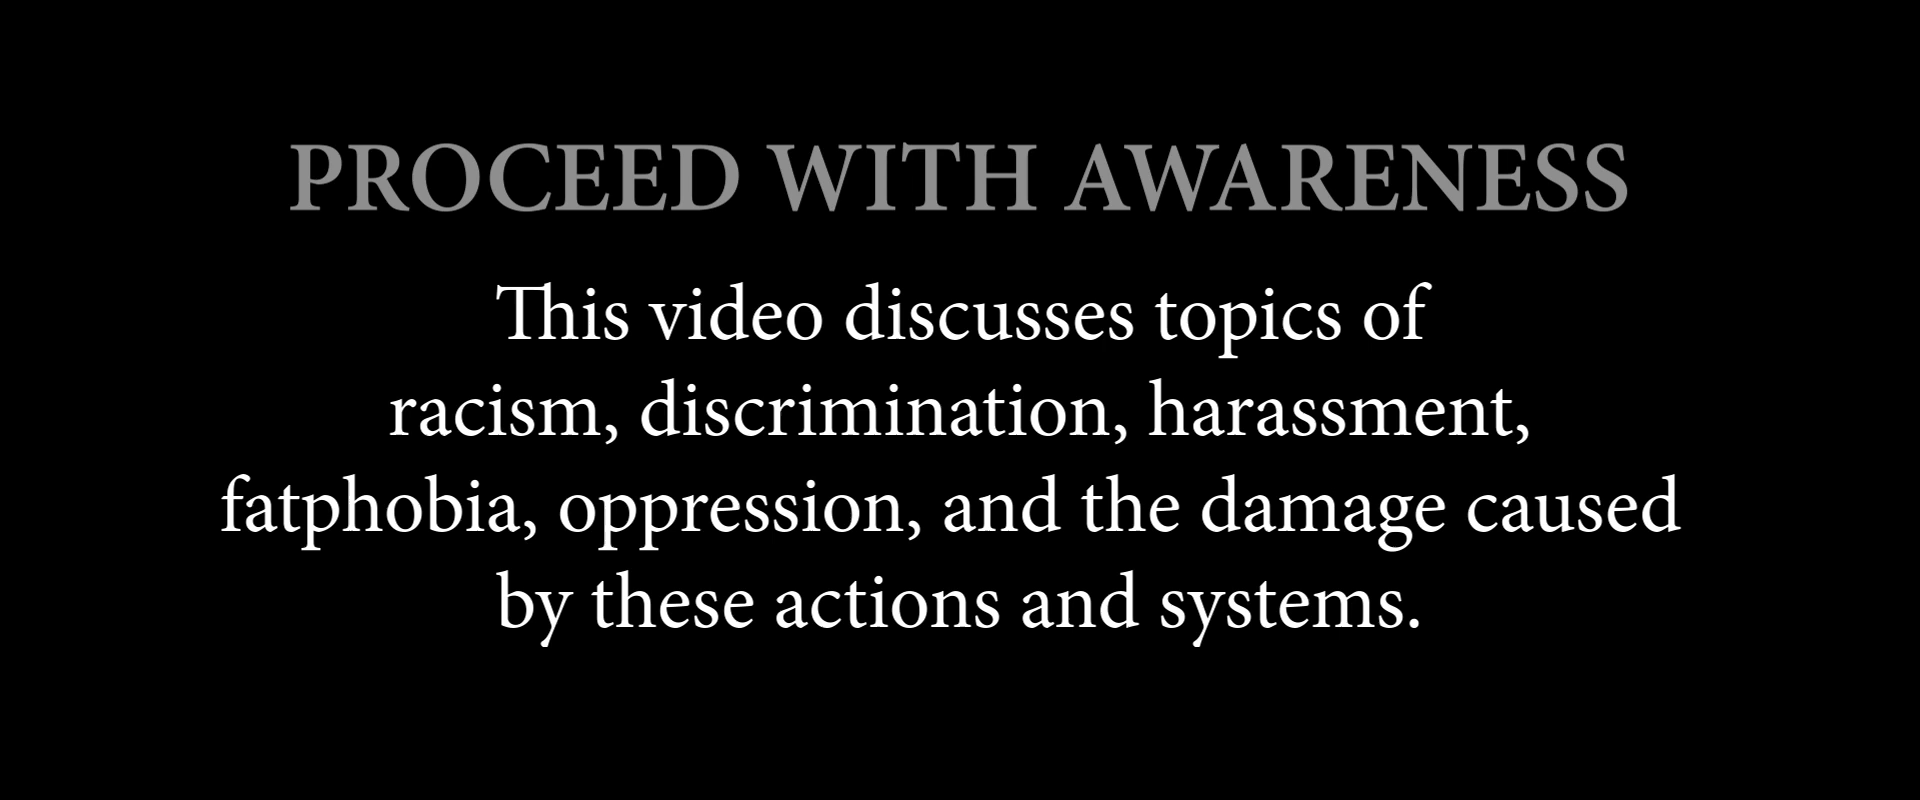 PROCEED WITH AWARENESS
This video discusses topics of
racism, discrimination, harassment,
fatphobia, oppression, and the damage caused
by these actions and systems.